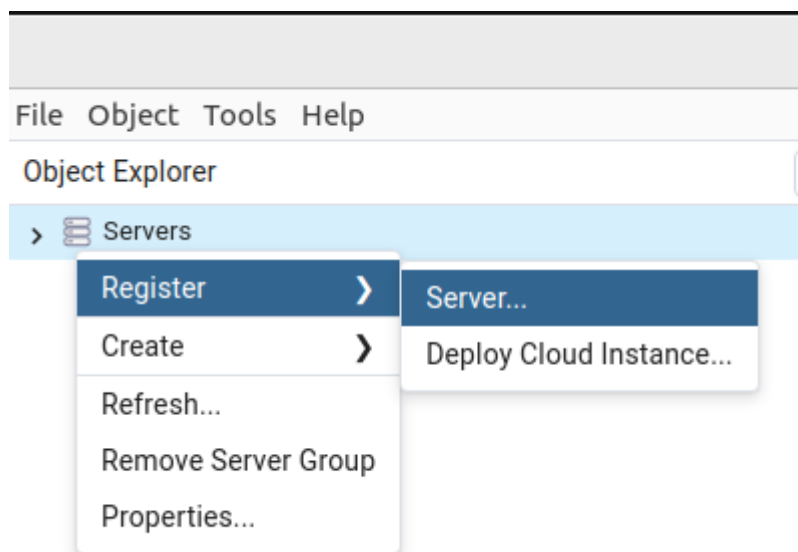 File Object Tools Help
Object Explorer
Servers
Register
Server...
Create
Deploy Cloud Instance...
Refresh...
Remove Server Group
Properties...